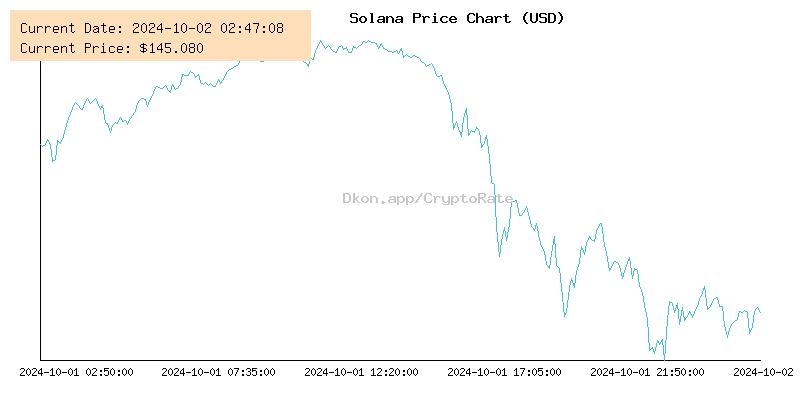 Solana Price Chart (USD)
Current Date: 2024-10-02 02:47:08
Current Price: $145.080
Dkon.app/CryptoRate
2024-10-01 02:50:00 2024-10-01 07:35:00 2024-10-01 12:20:00 2024-10-01 17:05:00 2024-10-01 21:50:00 2024-10-02